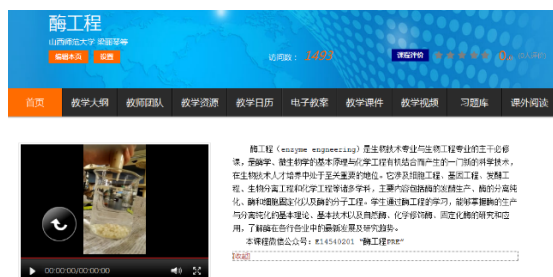 酶工程
山西师范大学 梁丽琴等
编辑本页 设置
访问数： 1493
课程评价
首页 教学大纲 教师团队 教学资源 教学日历 电子教案 教学课件 教学视频 习题库 课外阅读
酶工程（enzyme engneering）是生物技术专业与生物工程专业的主干必修
课，是酶学、微生物学的基本原理与化学工程有机结合而产生的一门新的科学技术，
在生物技术人才培养中处于至关重要的地位。它涉及细胞工程、基因工程、发酵工
程、生物分离工程和化学工程等诸多学科，主要内容包括酶的发酵生产、酶的分离纯
化、酶和细胞固定化以及酶的分子工程。学生通过酶工程的学习，能够掌握酶的生产
与分离纯化的基本理论、基本技术以及自然酶、化学修饰酶、固定化酶的研究和应
用，了解酶在各行各业中的最新发展及研究趋势。
本课程微信公众号：E14540201 “酶工程PRE”
[收起]
00:00:00/00:00:00